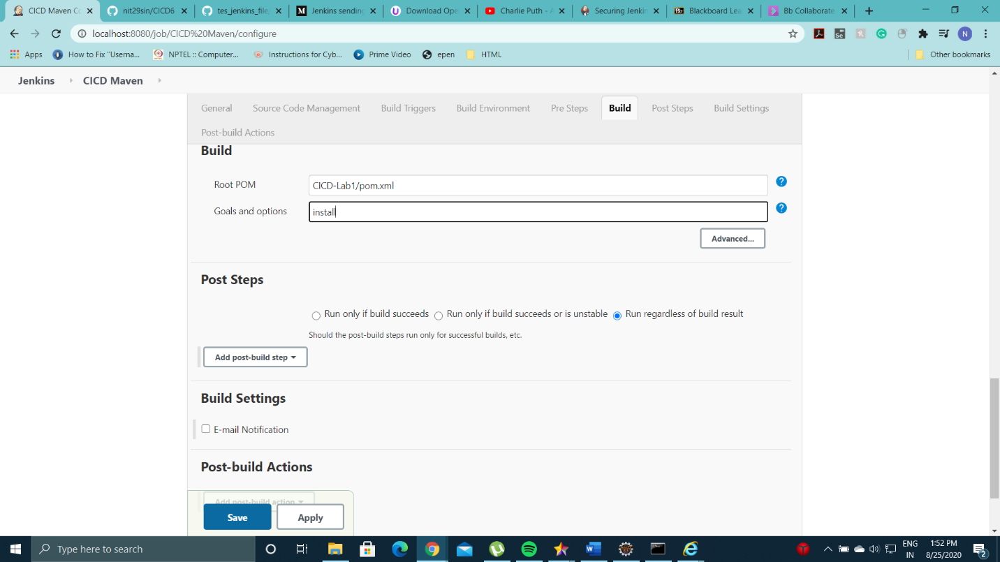 CICD Maven Co
nit29sin/CICD6
tes_jenkins_file,
Jenkins sending
Download Ope
Charlie Puth - A
Securing Jenkin
Blackboard Lea
Bb Collaborate
localhost:8080/job/CICD%20Maven/configure
N
Apps
How to Fix "Userna...
NPTEL :: Computer...
Instructions for Cyb...
Prime Video
epen
HTML
Other bookmarks
Jenkins
CICD Maven
General
Source Code Management
Build Triggers
Build Environment
Pre Steps
Build
Post Steps
Build Settings
Post-build Actions
Build
Root POM
CICD-Lab1/pom.xml
?
Goals and options
install
?
Advanced...
Post Steps
Run only if build succeeds
Run only if build succeeds or is unstable
Run regardless of build result
Should the post-build steps run only for successful builds, etc.
Add post-build step
Build Settings
E-mail Notification
Post-build Actions
Add post-build action
Save
Apply
Type here to search
ENG
IN
1:52 PM
8/25/2020
2